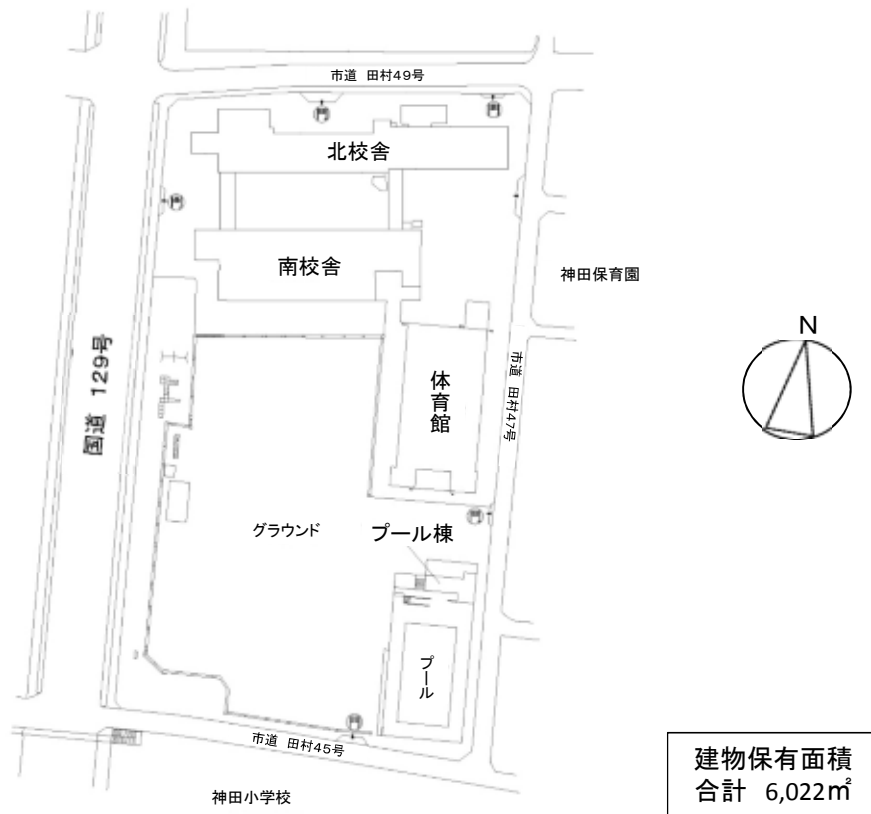 市道 田村49号
北校舎
南校舎
神田保育園
N
国道 129号
体育館
市道 田村47号
グラウンド
プール棟
プール
市道 田村45号
神田小学校
建物保有面積
合計 6,022㎡